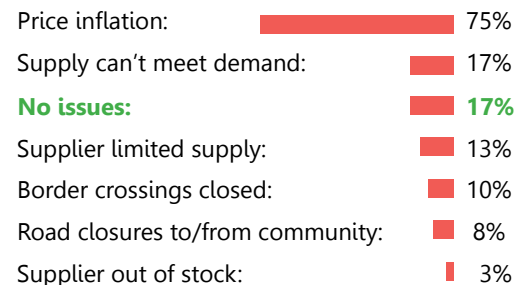 Price inflation: 75%
Supply can’t meet demand: 17%
No issues: 17%
Supplier limited supply: 13%
Border crossings closed: 10%
Road closures to/from community: 8%
Supplier out of stock: 3%